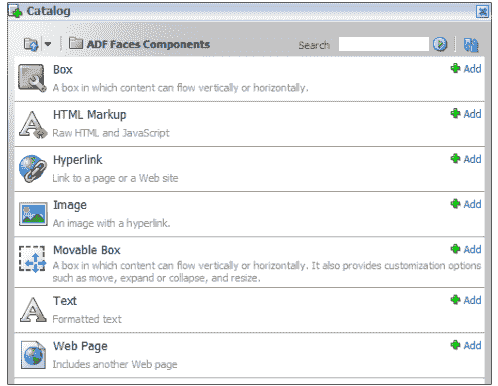 Catalog
ADF Faces Components Search
Box Add
A box in which content can flow vertically or horizontally.
HTML Markup Add
Raw HTML and JavaScript
Hyperlink Add
Link to a page or a Web site
Image Add
An image with a hyperlink.
Movable Box Add
A box in which content can flow vertically or horizontally. It also provides customization options
such as move, expand or collapse, and resize.
Text Add
Formatted text
Web Page Add
Includes another Web page